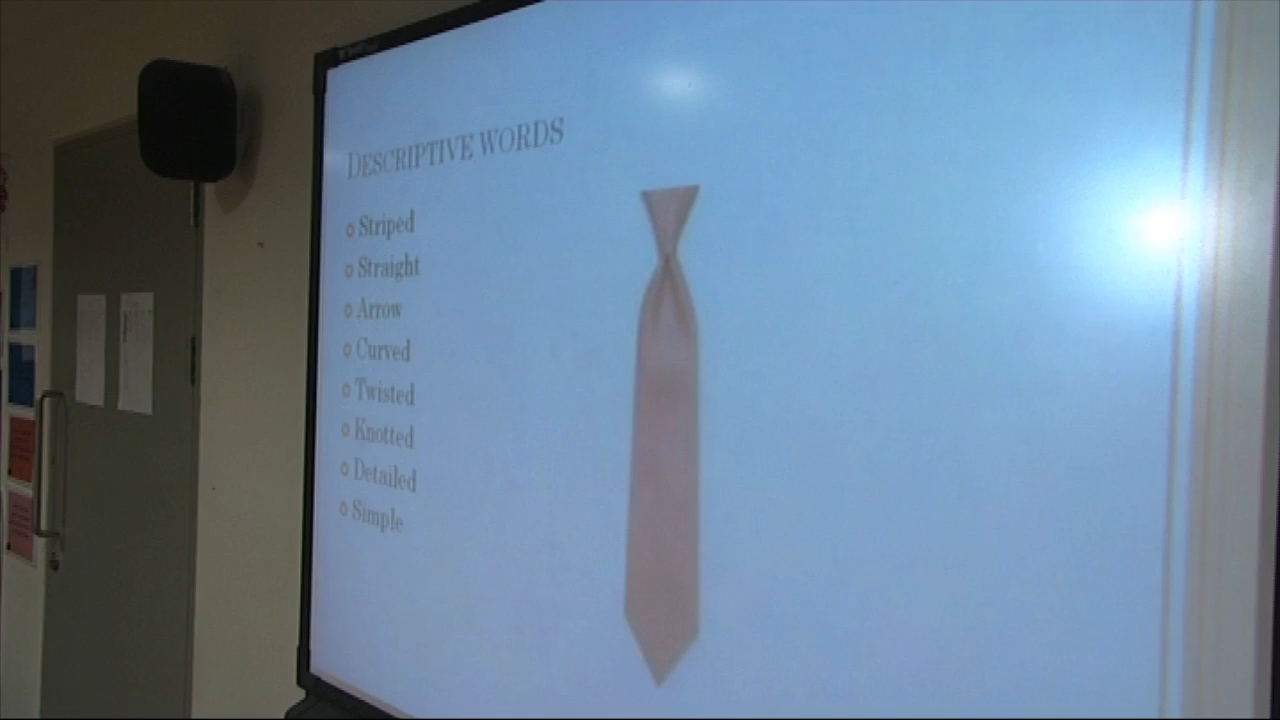 DESCRIPTIVE WORDS
Striped
Straight
Arrow
Curved
Twisted
Knotted
Detailed
Simple